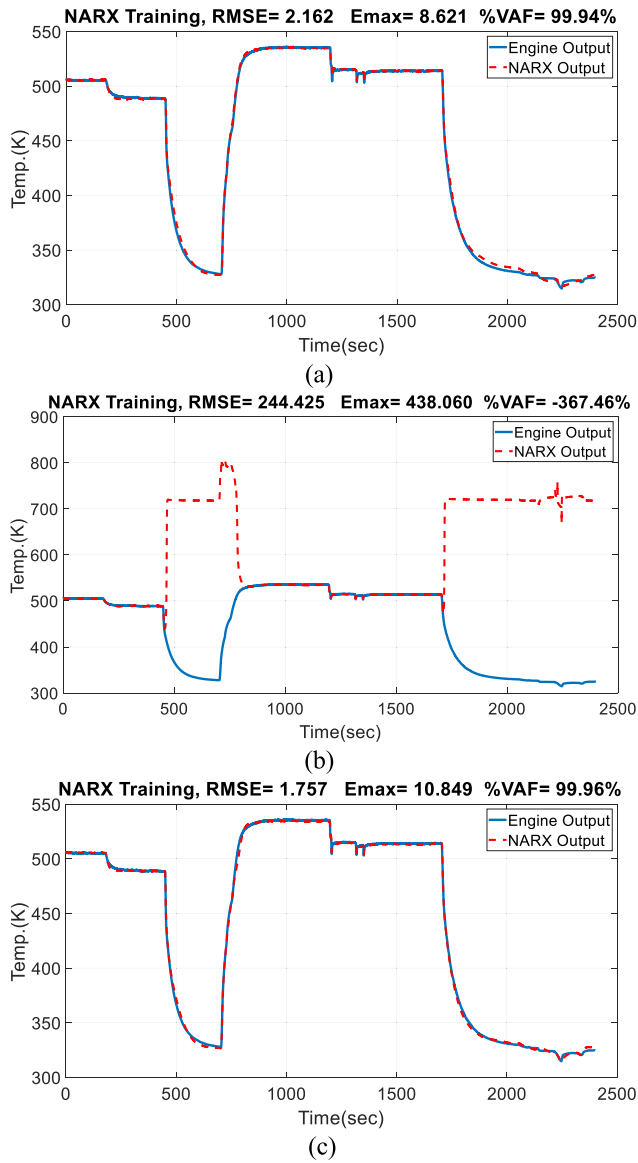 NARX Training, RMSE= 2.162 Emax= 8.621 %VAF= 99.94%
550
500
450
400
350
300
Temp.(K)
Engine Output
NARX Output
0 500 1000 1500 2000 2500
Time(sec)
(a)
NARX Training, RMSE= 244.425 Emax= 438.060 %VAF= -367.46%
900
800
700
600
500
400
300
Temp.(K)
Engine Output
NARX Output
0 500 1000 1500 2000 2500
Time(sec)
(b)
NARX Training, RMSE= 1.757 Emax= 10.849 %VAF= 99.96%
550
500
450
400
350
300
Temp.(K)
Engine Output
NARX Output
0 500 1000 1500 2000 2500
Time(sec)
(c)